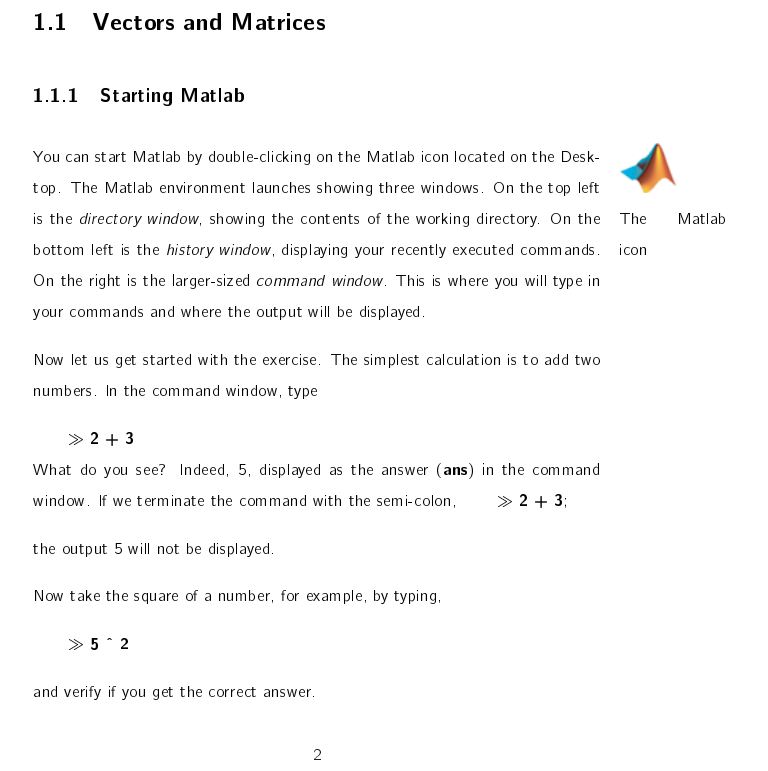 1.1 Vectors and Matrices
1.1.1 Starting Matlab
You can start Matlab by double-clicking on the Matlab icon located on the Desk-
top. The Matlab environment launches showing three windows. On the top left
is the directory window, showing the contents of the working directory. On the
bottom left is the history window, displaying your recently executed commands.
On the right is the larger-sized command window. This is where you will type in
your commands and where the output will be displayed.
The Matlab
icon
Now let us get started with the exercise. The simplest calculation is to add two
numbers. In the command window, type
≫ 2 + 3
What do you see? Indeed, 5, displayed as the answer (ans) in the command
window. If we terminate the command with the semi-colon, ≫ 2 + 3;
the output 5 will not be displayed.
Now take the square of a number, for example, by typing,
≫ 5 ^ 2
and verify if you get the correct answer.
2